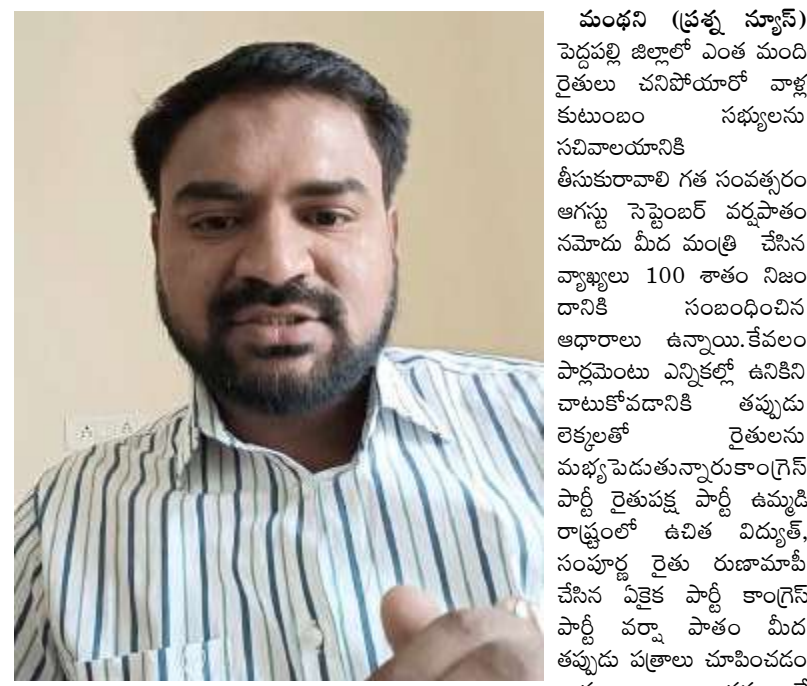 మంథని (ప్రశ్న న్యూస్)
పెద్దపల్లి జిల్లాలో ఎంత మంది
రైతులు చనిపోయారో వాళ్ల
కుటుంబం సభ్యులను
సచివాలయానికి
తీసుకురావాలి గత సంవత్సరం
ఆగస్టు సెప్టెంబర్ వర్షపాతం
నమోదు మీద మంత్రి చేసిన
వ్యాఖ్యలు 100 శాతం నిజం
దానికి సంబంధించిన
ఆధారాలు ఉన్నాయి.కేవలం
పార్లమెంటు ఎన్నికల్లో ఉనికిని
చాటుకోవడానికి తప్పుడు
లెక్కలతో రైతులను
మభ్యపెడుతున్నారుకాంగ్రెస్
పార్టీ రైతుపక్ష పార్టీ ఉమ్మడి
రాష్ట్రంలో ఉచిత విద్యుత్,
సంపూర్ణ రైతు రుణామాపీ
చేసిన ఏకైక పార్టీ కాంగ్రెస్
పార్టీ వర్షా పాతం మీద
తప్పుడు పత్రాలు చూపించడం